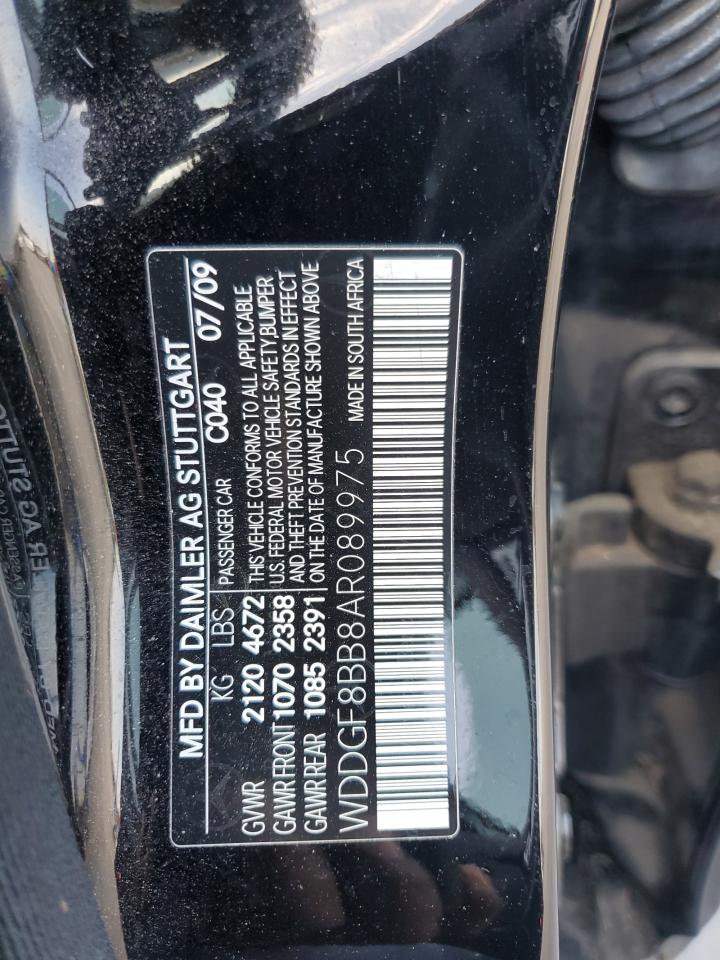 MFD BY DAIMLER AG STUTTGART
KG LBS PASSENGER CAR C040 07/09
GVWR 2120 4672 THIS VEHICLE CONFORMS TO ALL APPLICABLE
U.S. FEDERAL MOTOR VEHICLE SAFETY BUMPER
GAWR FRONT 1070 2358 AND THEFT PREVENTION STANDARDS IN EFFECT
GAWR REAR 1085 2391 ON THE DATE OF MANUFACTURE SHOWN ABOVE
WDDGF8BB8AR089975 MADE IN SOUTH AFRICA